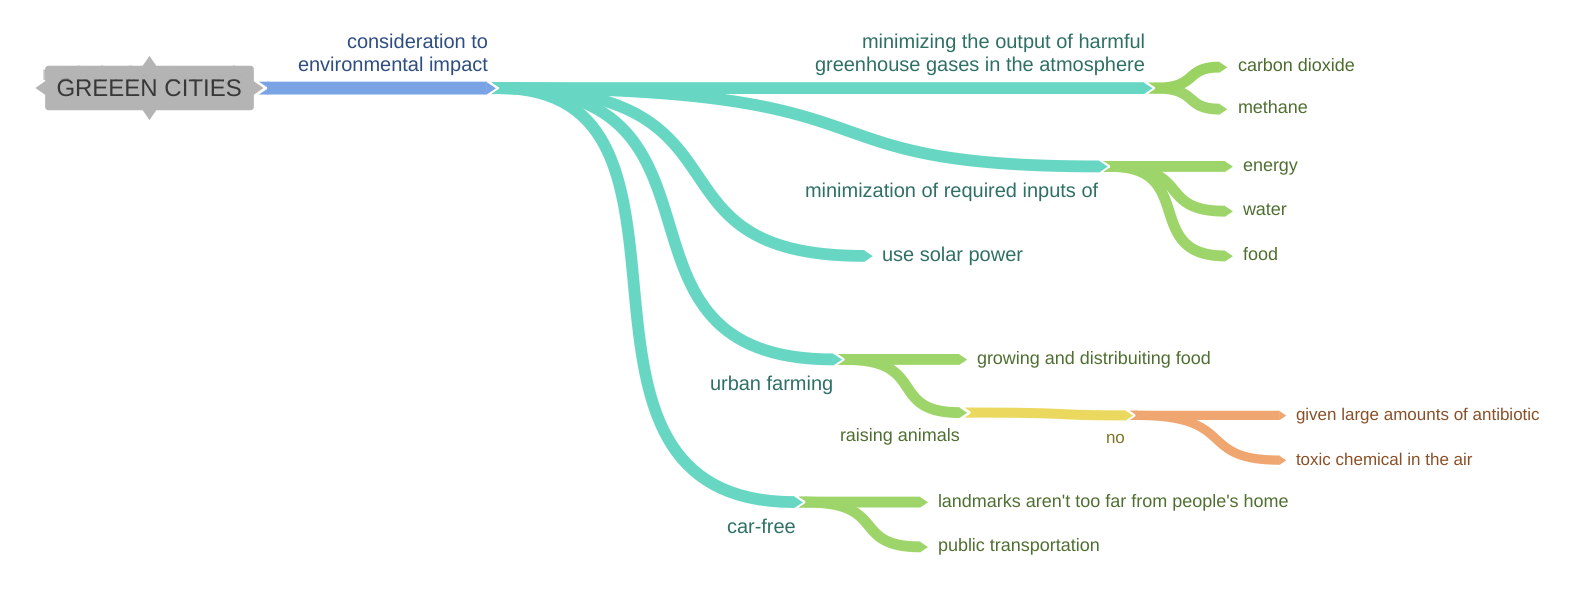 GREEEN CITIES
consideration to
environmental impact
minimizing the output of harmful
greenhouse gases in the atmosphere
carbon dioxide
methane
minimization of required inputs of
energy
water
food
use solar power
urban farming
growing and distribuiting food
raising animals
no
given large amounts of antibiotic
toxic chemical in the air
car-free
landmarks aren't too far from people's home
public transportation